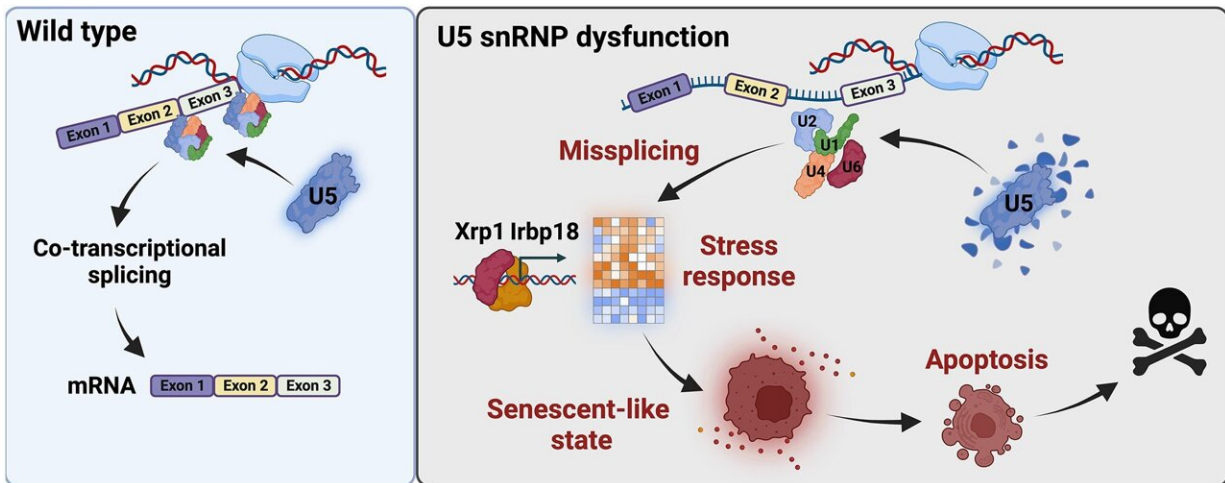 Wild type
Exon 1
Exon 2
Exon 3
U5
Co-transcriptional
splicing
mRNA
Exon 1
Exon 2
Exon 3
U5 snRNP dysfunction
Exon 1
Exon 2
Exon 3
U2
U1
U4
U6
U5
Missplicing
Xrp1 Irbp18
Stress
response
Senescent-like
state
Apoptosis